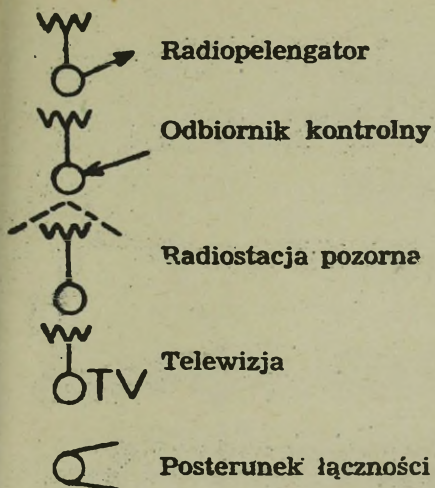 Radiopelengator
Odbiornik kontrolny
Radiostacja pozorna
TV Telewizja
Posterunek łączności